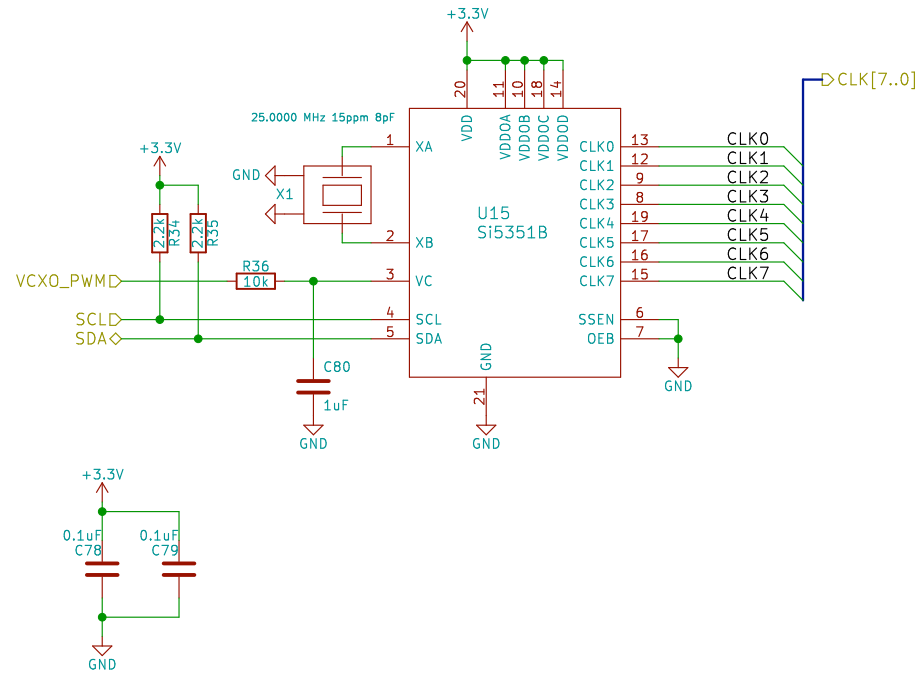 +3.3V
CLK[7..0]
20
11
10
18
14
25.0000 MHz 15ppm 8pF
VDD
VDDOA
VDDOB
VDDOC
VDDOD
1
XA
CLK0
13
CLK0
+3.3V
CLK1
12
CLK1
GND
X1
CLK2
9
CLK2
CLK3
8
CLK3
2.2k
R34
2.2k
R35
U15
Si5351B
CLK4
19
CLK4
2
XB
CLK5
17
CLK5
R36
10k
CLK6
16
CLK6
VCXO_PWM
3
VC
CLK7
15
CLK7
SCL
4
SCL
SSEN
6
SDA
5
SDA
OEB
7
GND
21
C80
1uF
GND
GND
GND
+3.3V
0.1uF
C78
0.1uF
C79
GND